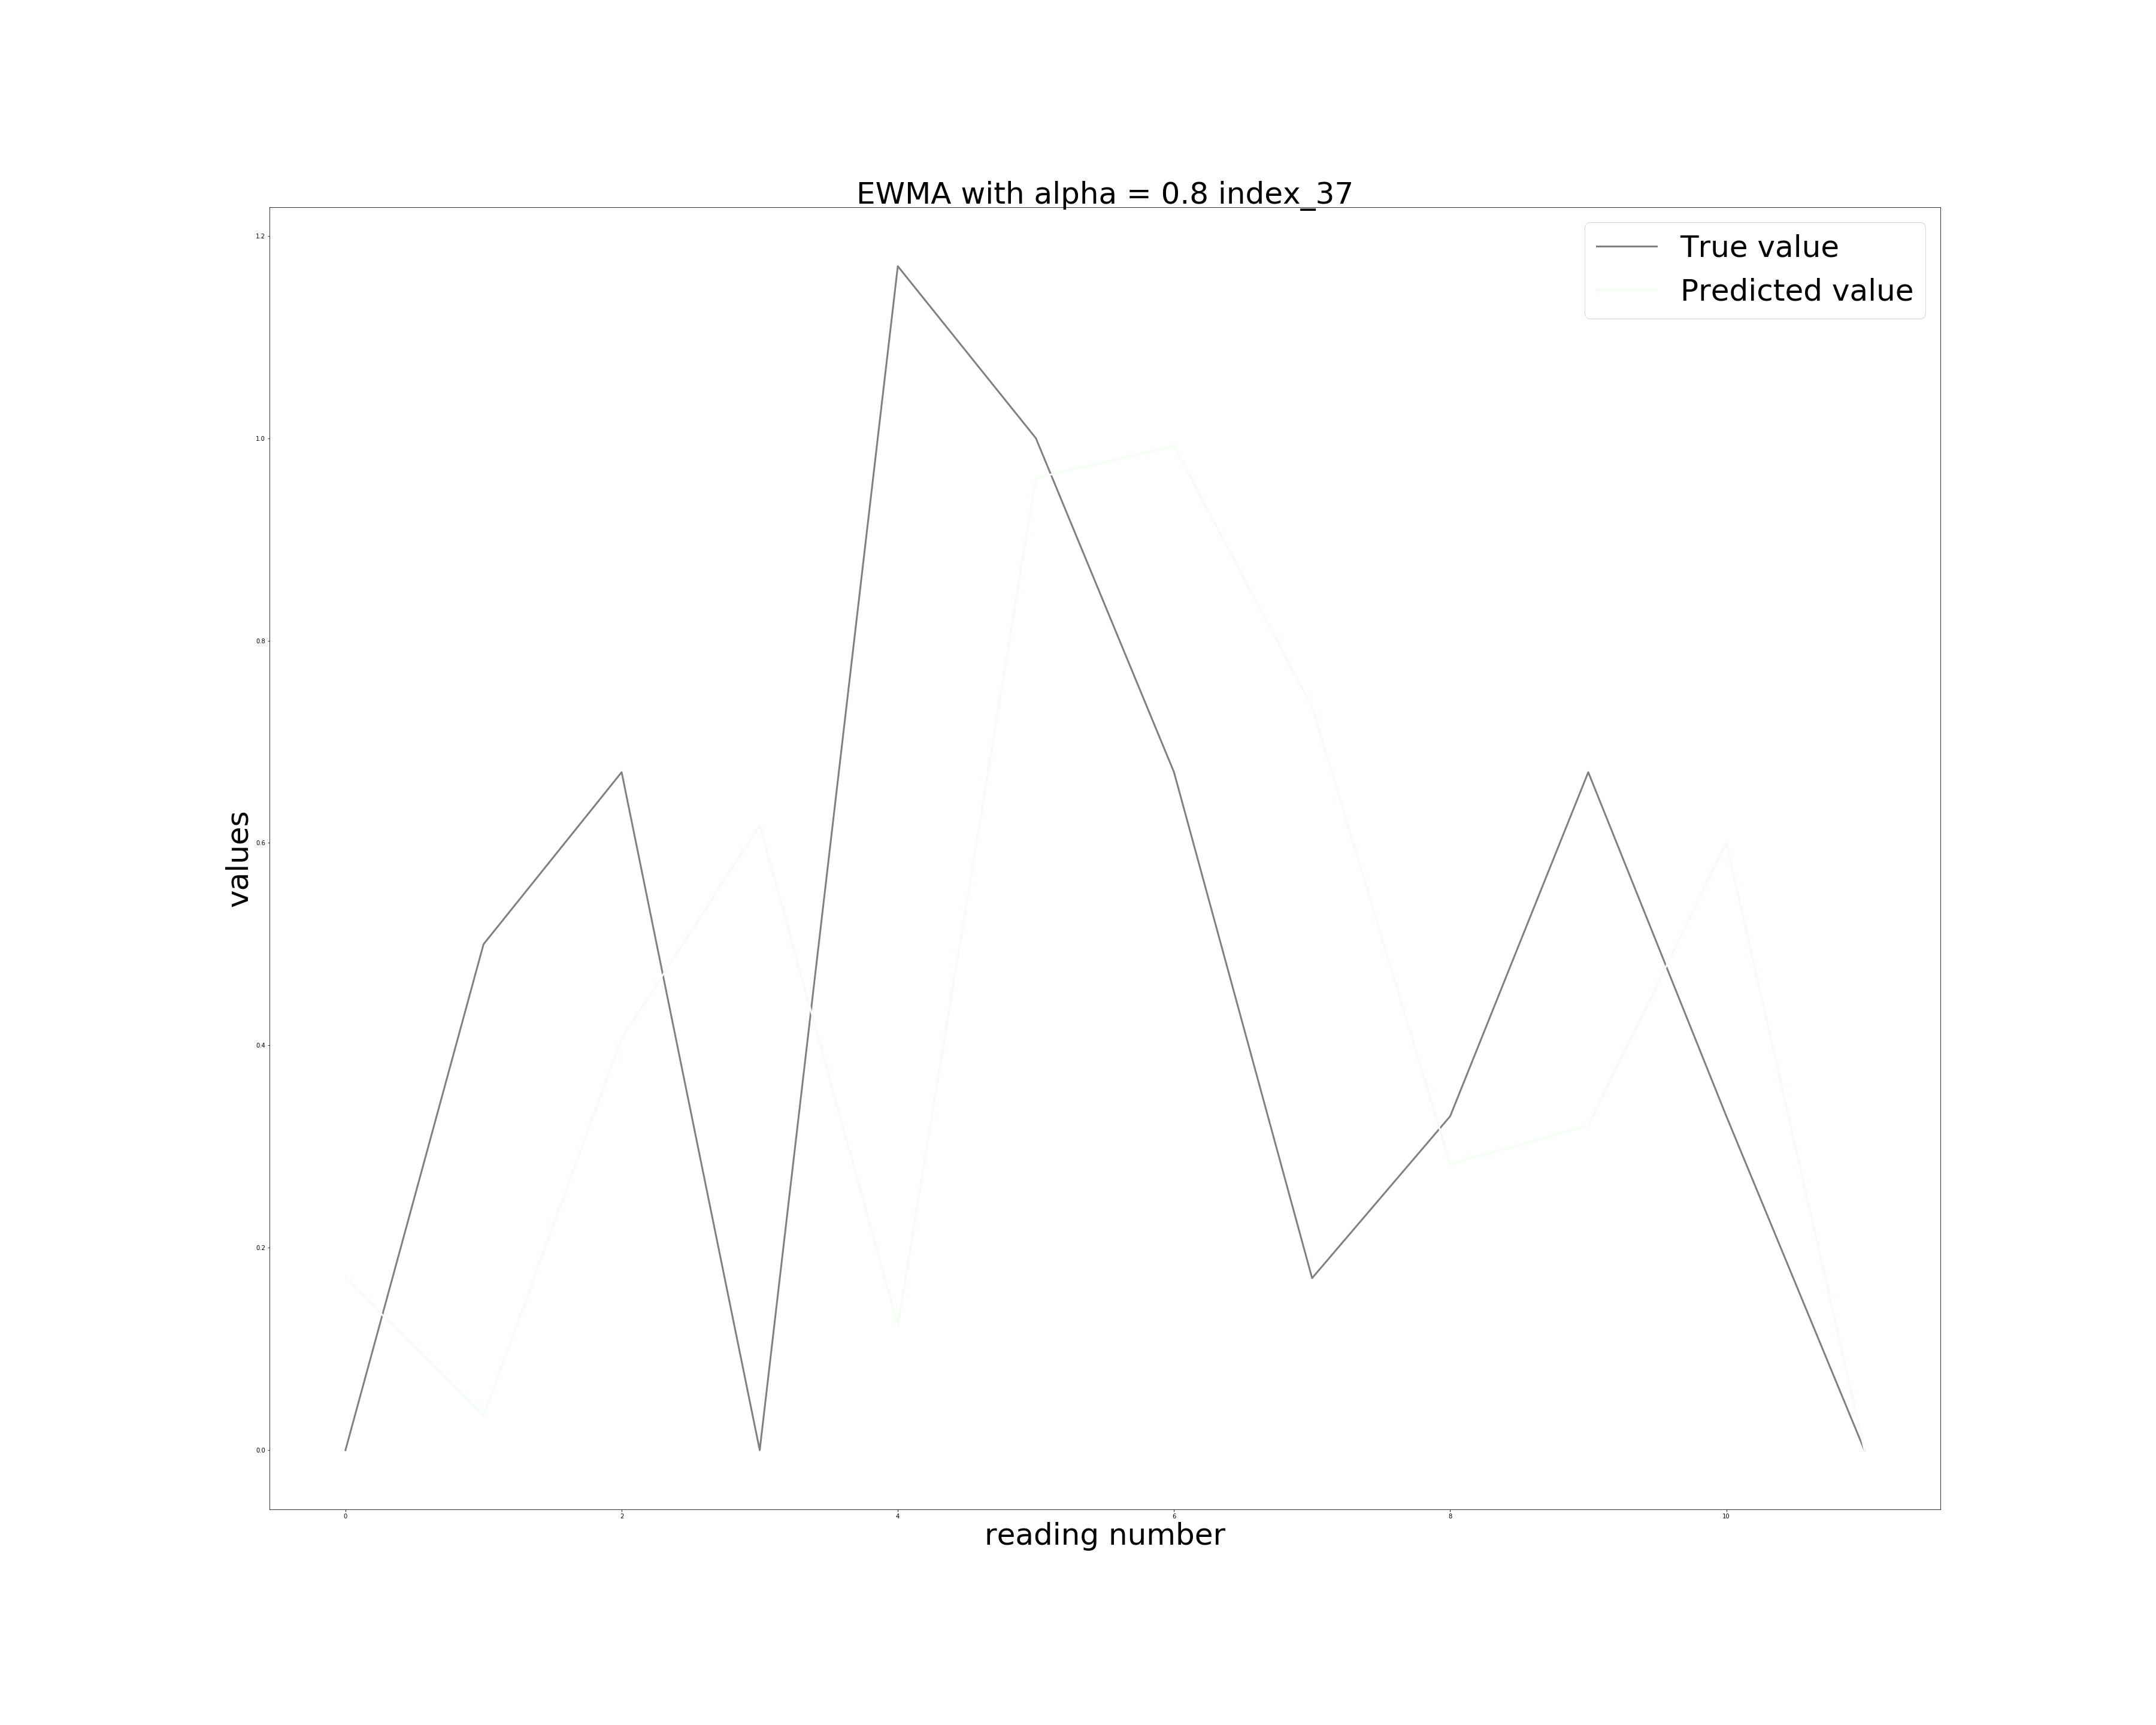 EWMA with alpha = 0.8 index_37
True value
Predicted value
1.2
1.0
0.8
0.6
0.4
0.2
0.0
values
0 2 4 6 8 10
reading number